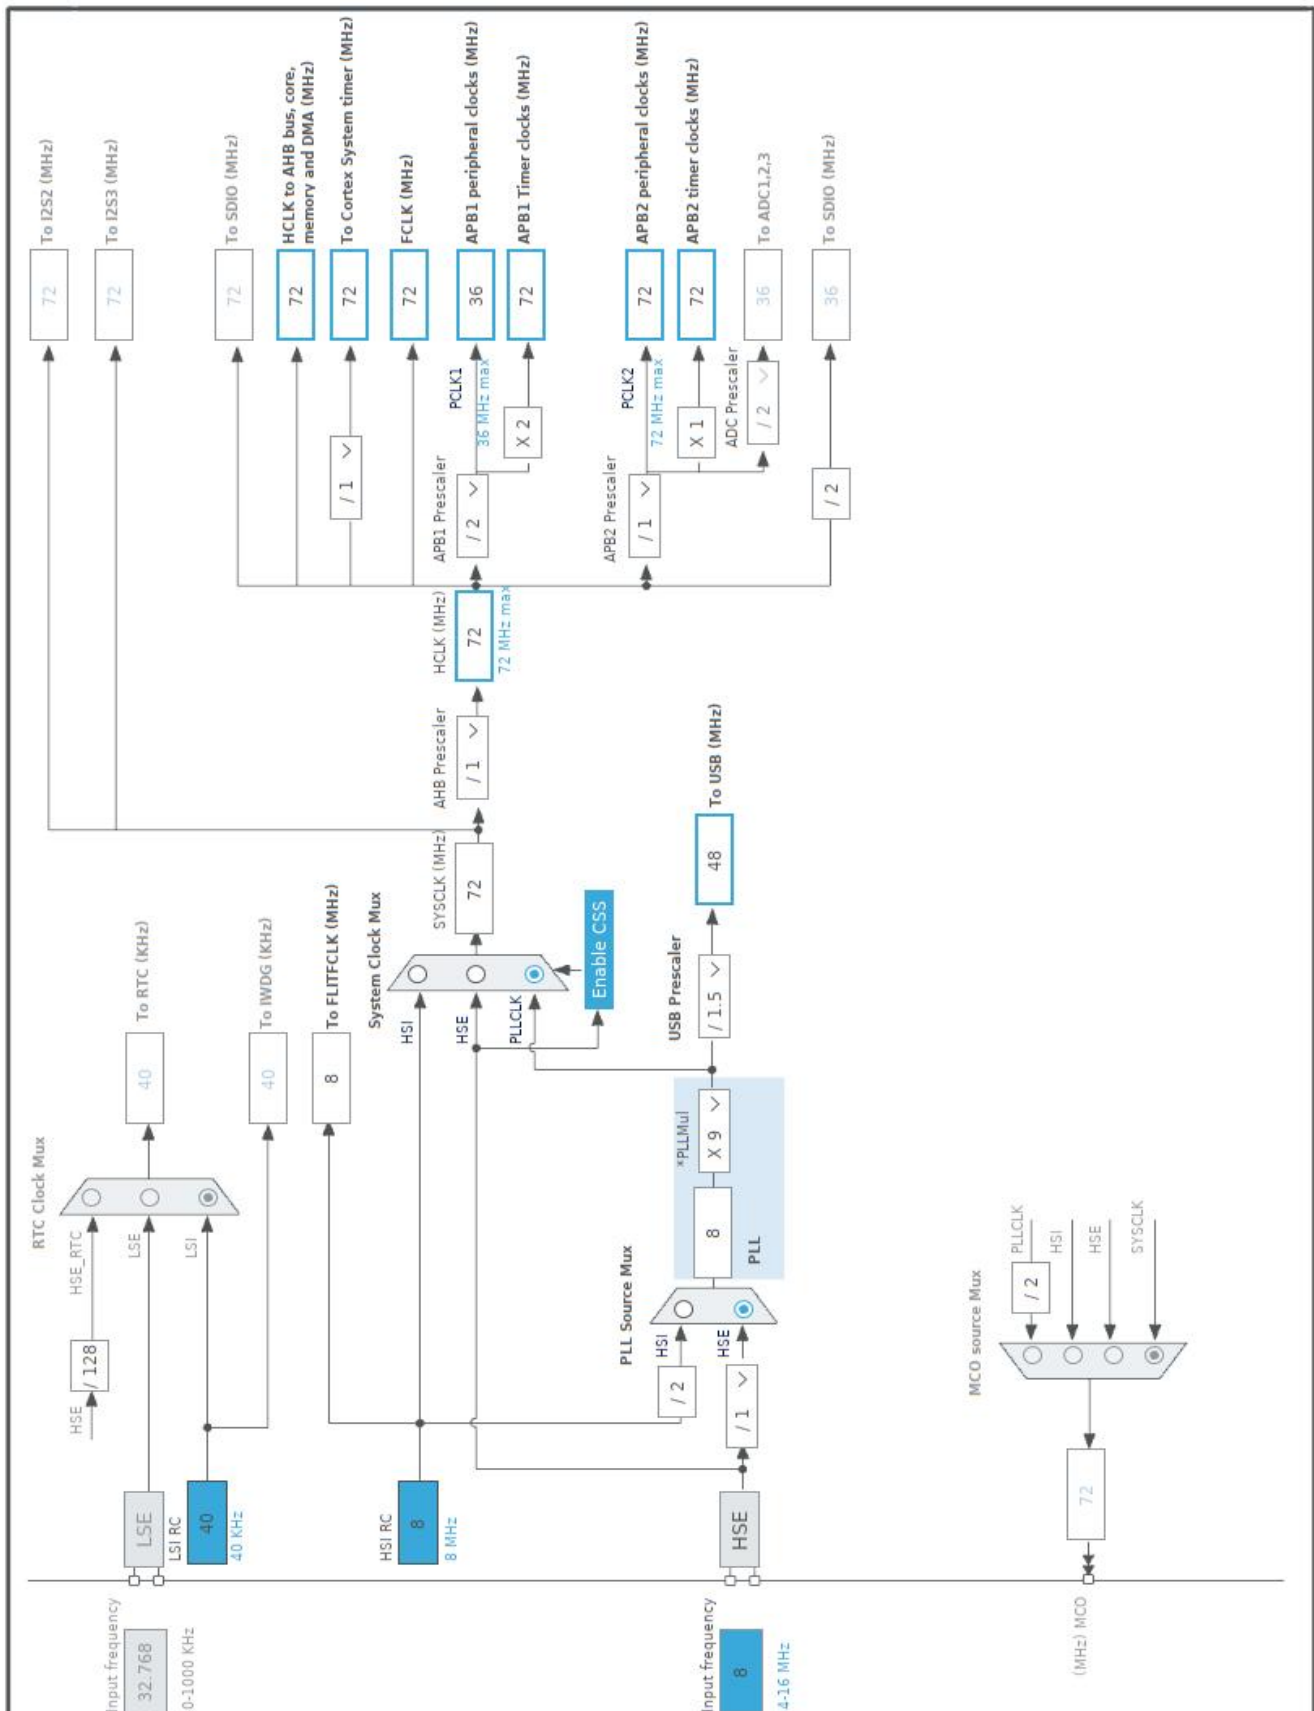 Input frequency
32.768
0-1000 KHz
LSE
LSI RC
40
40 KHz
HSE
/ 128
HSE_RTC
LSE
LSI
RTC Clock Mux
40
To RTC (KHz)
40
To IWDG (KHz)
8
To FLITFCLK (MHz)
HSI RC
8
8 MHz
Input frequency
8
4-16 MHz
HSE
/ 1
/ 2
HSI
HSE
PLL Source Mux
8
*PLLMul
X 9
PLL
HSI
HSE
PLLCLK
System Clock Mux
Enable CSS
USB Prescaler
/ 1.5
48
To USB (MHz)
SYSCLK (MHz)
72
AHB Prescaler
/ 1
HCLK (MHz)
72
72 MHz max
72
To I2S2 (MHz)
72
To I2S3 (MHz)
72
To SDIO (MHz)
72
HCLK to AHB bus, core,
memory and DMA (MHz)
/ 1
72
To Cortex System timer (MHz)
72
FCLK (MHz)
APB1 Prescaler
/ 2
PCLK1
36 MHz max
36
APB1 peripheral clocks (MHz)
X 2
72
APB1 Timer clocks (MHz)
APB2 Prescaler
/ 1
PCLK2
72 MHz max
72
APB2 peripheral clocks (MHz)
X 1
72
APB2 timer clocks (MHz)
ADC Prescaler
/ 2
36
To ADC1,2,3
/ 2
36
To SDIO (MHz)
MCO source Mux
/ 2
PLLCLK
HSI
HSE
SYSCLK
72
(MHz) MCO